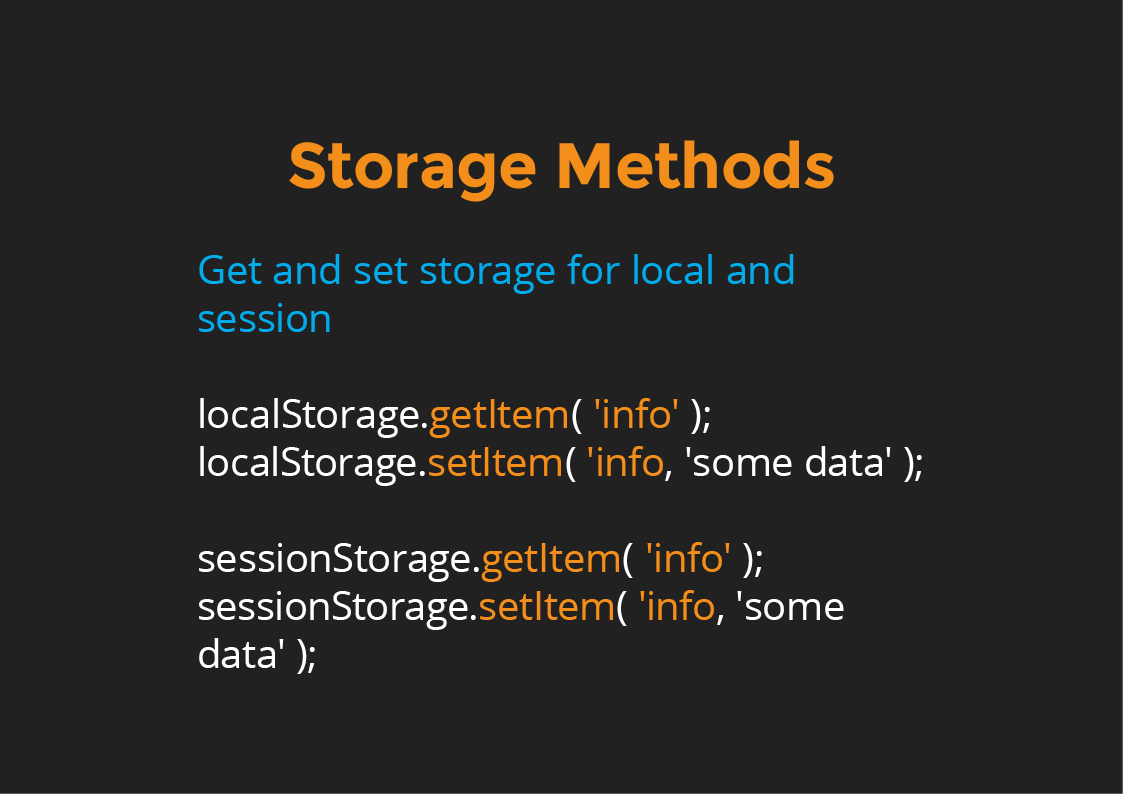 Storage Methods
Get and set storage for local and
session
localStorage.getItem( 'info' );
localStorage.setItem( 'info, 'some data' );
sessionStorage.getItem( 'info' );
sessionStorage.setItem( 'info, 'some
data' );